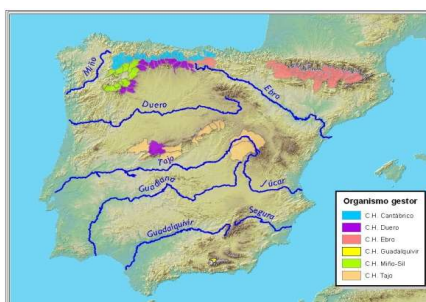 Miño
Duero
Ebro
Tajo
Guadiana
Júcar
Guadalquivir
Segura
Organismo gestor
C.H. Cantábrico
C.H. Duero
C.H. Ebro
C.H. Guadalquivir
C.H. Miño-Sil
C.H. Tajo